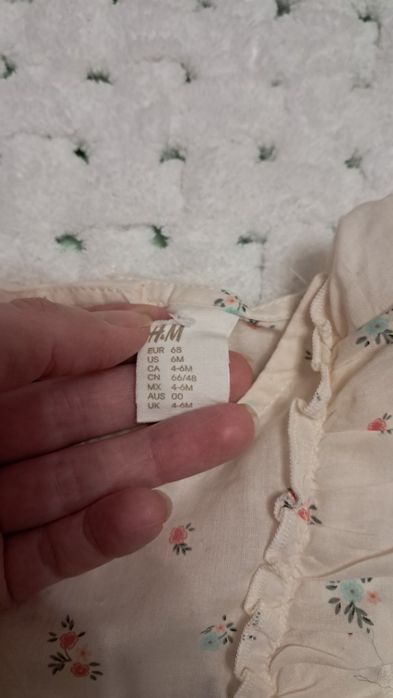 H&M
EUR 68
US 6M
CA 4-6M
CN 66/48
MX 4-6M
AUS 00
UK 4-6M